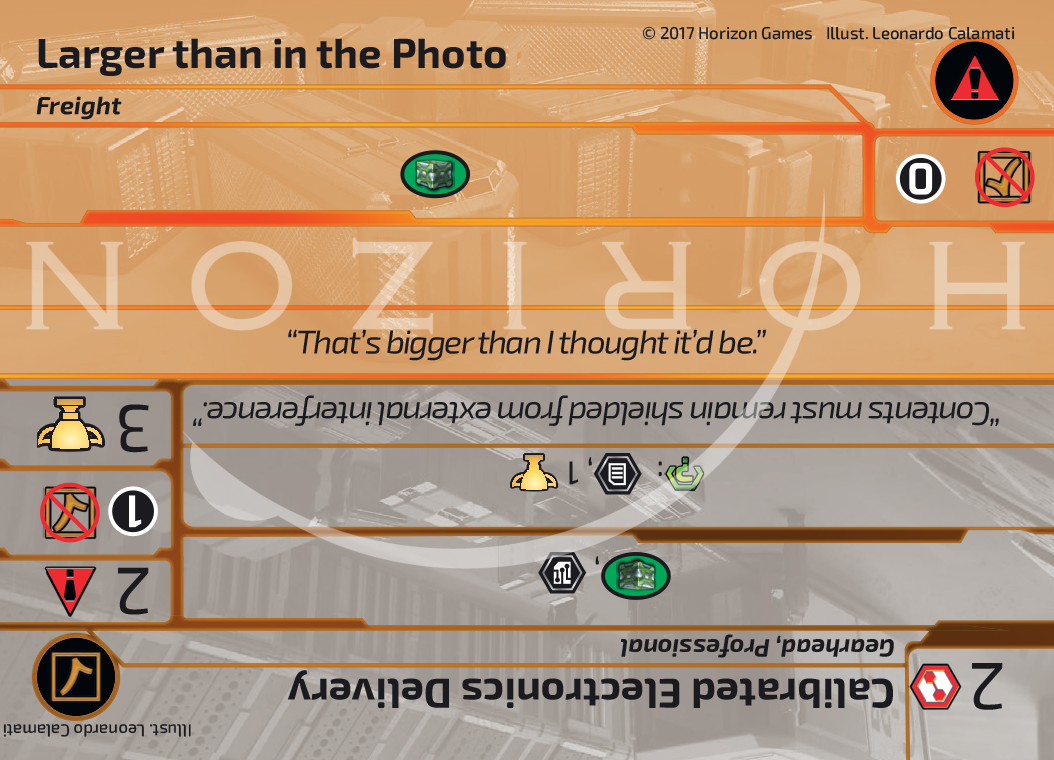 © 2017 Horizon Games Illust. Leonardo Calamati
Larger than in the Photo
Freight
0
HORIZON
“That’s bigger than I thought it’d be.”
2
Calibrated Electronics Delivery
Gearhead, Professional
Illust. Leonardo Calamati
,
2
: , 1
1
“Contents must remain shielded from external interference.”
3